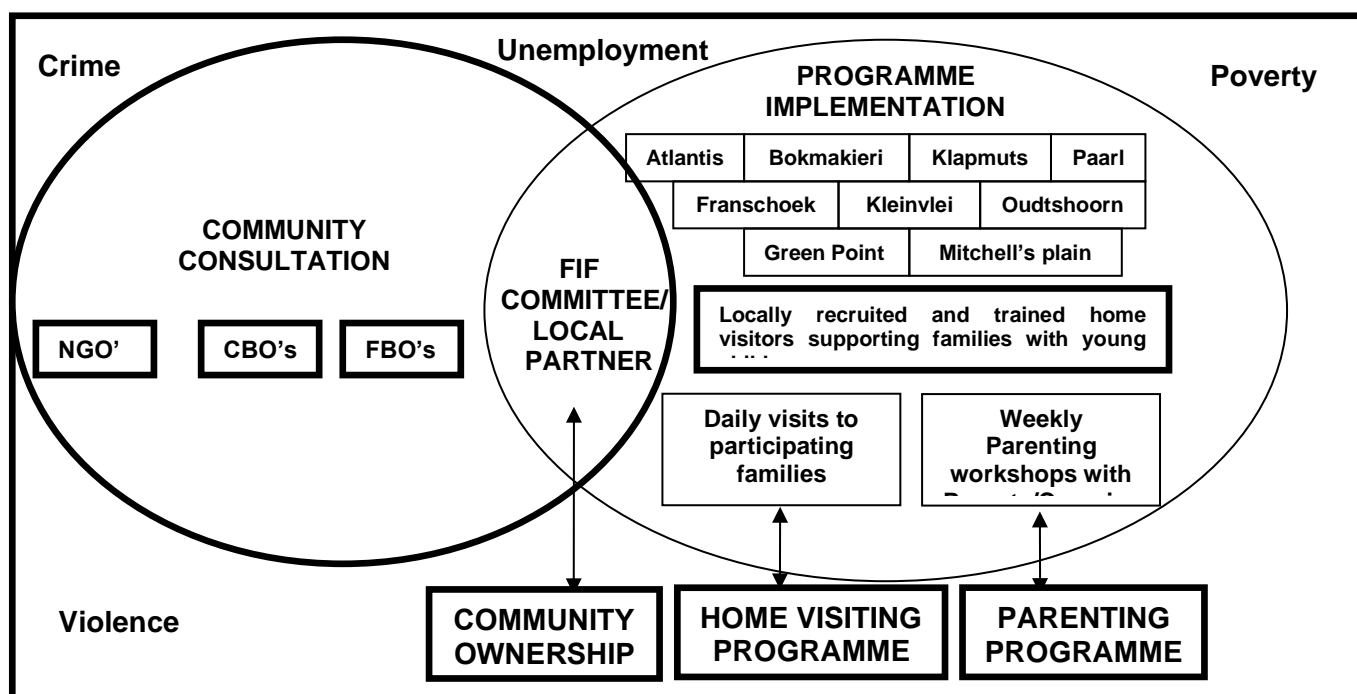 Crime
Unemployment
Poverty
PROGRAMME
IMPLEMENTATION
Atlantis
Bokmakieri
Klapmuts
Paarl
Franschoek
Kleinvlei
Oudtshoorn
Green Point
Mitchell's plain
COMMUNITY
CONSULTATION
NGO'
CBO's
FBO's
FIF
COMMITTEE/
LOCAL
PARTNER
Locally recruited and trained home
visitors supporting families with young
Daily visits to
participating
families
Weekly
Parenting
workshops with
Violence
COMMUNITY
OWNERSHIP
HOME VISITING
PROGRAMME
PARENTING
PROGRAMME